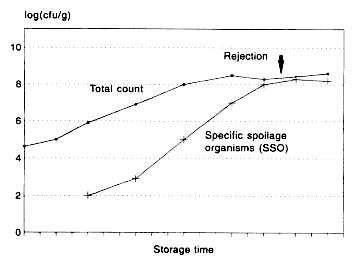 log(cfu/g)
10
Rejection
Total count
8
6
Specific spoilage
organisms (SSO)
4
2
0
Storage time